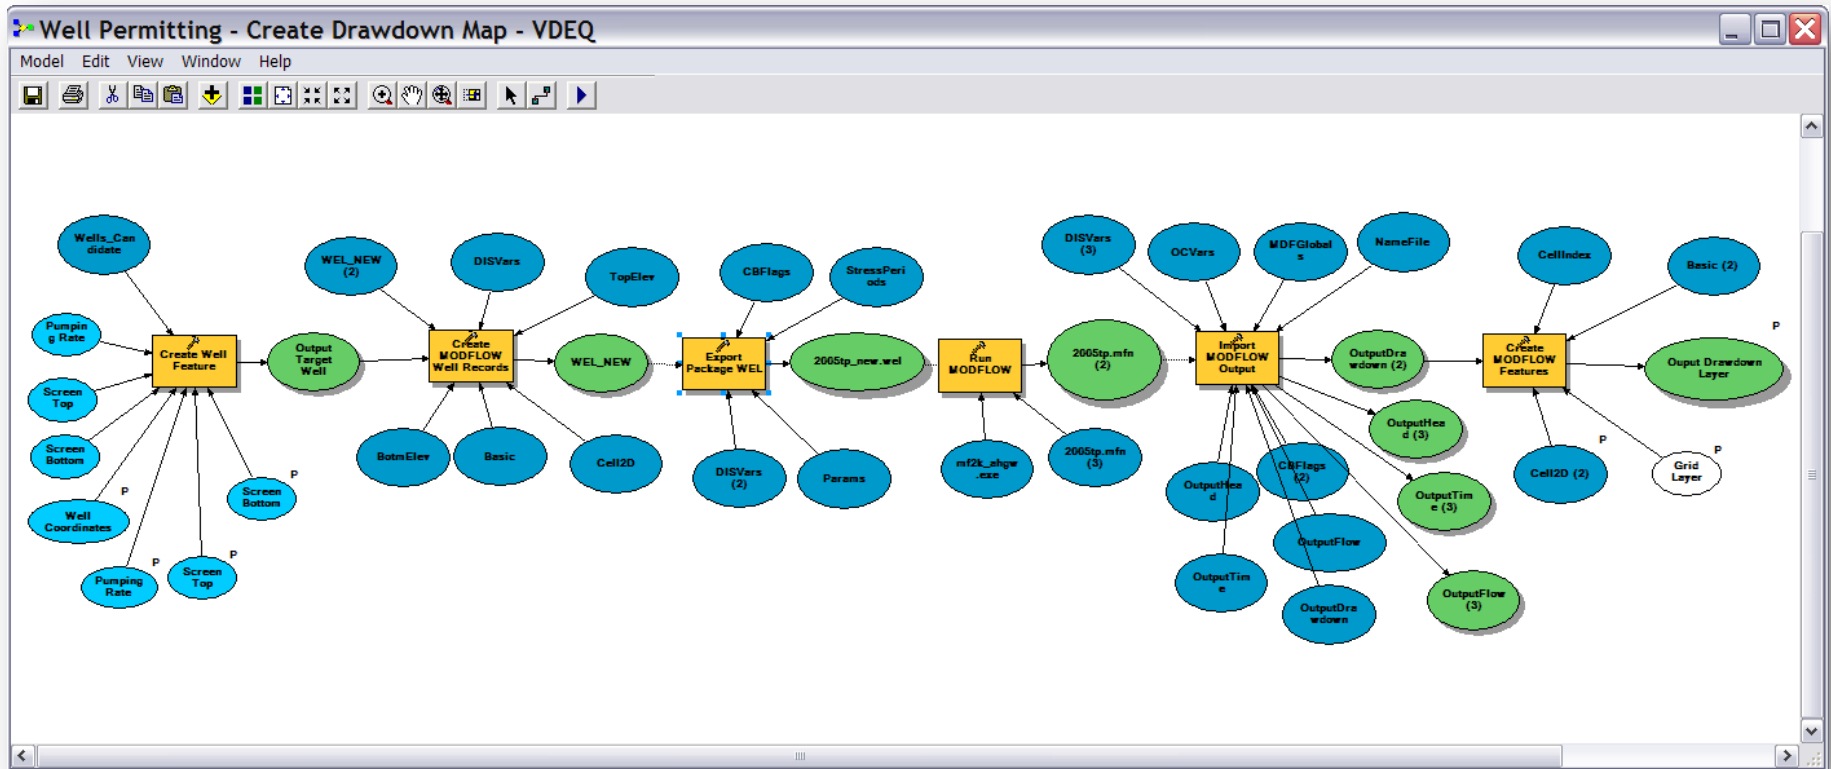 Well Permitting - Create Drawdown Map - VDEQ
Model Edit View Window Help
Wells_Can
didate
Pumpin
g Rate
Screen
Top
Screen
Bottom
P
Well
Coordinates
P
Pumping
Rate
P
Screen
Top
P
Screen
Bottom
Create Well
Feature
Output
Target
Well
WEL_NEW
(2)
DISVars
TopElev
Create
MODFLOW
Well Records
BotmElev
Basic
Cell2D
WEL_NEW
CBFlags
StressPeri
ods
Export
Package WEL
DISVars
(2)
Params
2005tp_new.wel
Run
MODFLOW
mf2k_ahgw
.exe
2005tp.mfn
(3)
2005tp.mfn
(2)
DISVars
(3)
OCVars
MDFGlobal
s
NameFile
Import
MODFLOW
Output
OutputHea
d
CBFlags
(2)
OutputFlow
OutputTim
e
OutputDra
wdown
OutputDra
wdown (2)
OutputHea
d (3)
OutputTim
e (3)
OutputFlow
(3)
CellIndex
Basic (2)
Create
MODFLOW
Features
P
Cell2D (2)
P
Grid
Layer
P
Ouput Drawdown
Layer